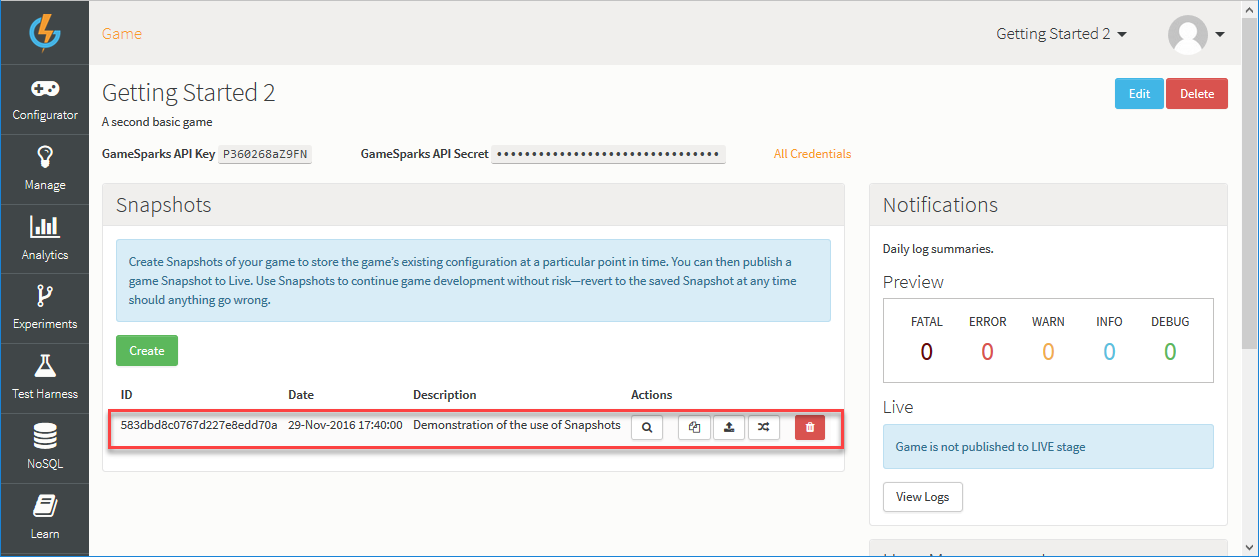 Game
Getting Started 2
Configurator
Manage
Analytics
Experiments
Test Harness
NoSQL
Learn
Getting Started 2
Edit
Delete
A second basic game
GameSparks API Key P360268aZ9FN
GameSparks API Secret ••••••••••••••••••••••••••••••••
All Credentials
Snapshots
Create Snapshots of your game to store the game's existing configuration at a particular point in time. You can then publish a
game Snapshot to Live. Use Snapshots to continue game development without risk—revert to the saved Snapshot at any time
should anything go wrong.
Create
ID Date Description Actions
583dbd8c0767d227e8edd70a 29-Nov-2016 17:40:00 Demonstration of the use of Snapshots
Notifications
Daily log summaries.
Preview
FATAL ERROR WARN INFO DEBUG
0 0 0 0 0
Live
Game is not published to LIVE stage
View Logs